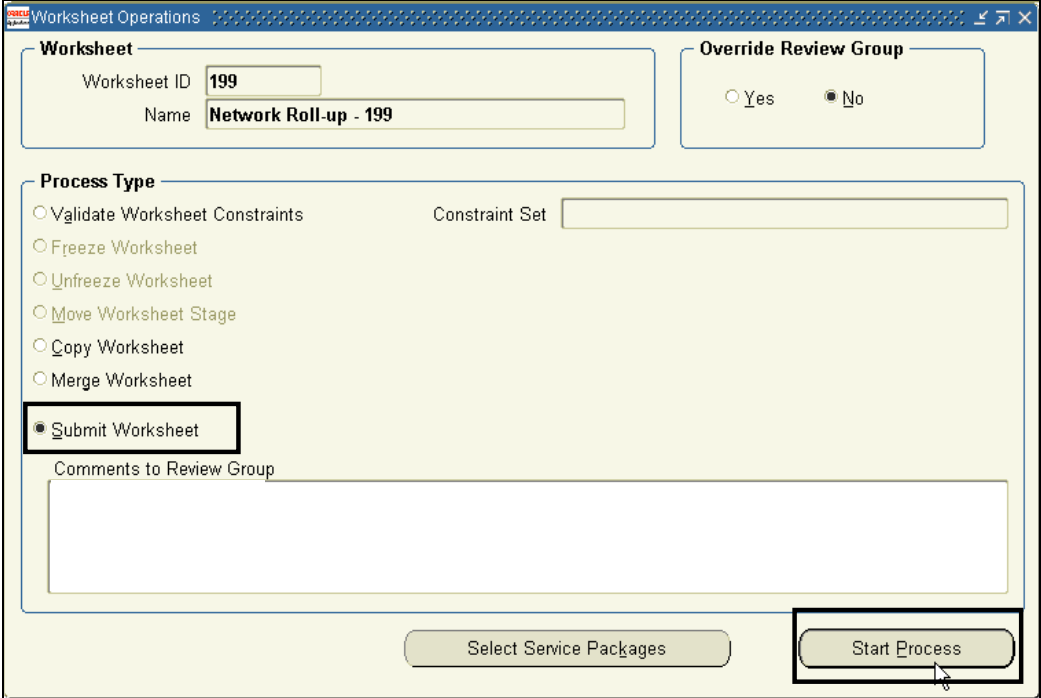 ORACLE
Worksheet Operations
Worksheet
Override Review Group
Worksheet ID 199
Yes No
Name Network Roll-up - 199
Process Type
Validate Worksheet Constraints Constraint Set
Freeze Worksheet
Unfreeze Worksheet
Move Worksheet Stage
Copy Worksheet
Merge Worksheet
Submit Worksheet
Comments to Review Group
Select Service Packages Start Process